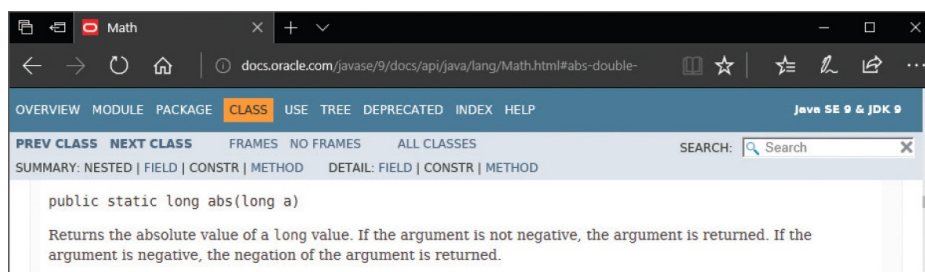 Math
docs.oracle.com/javase/9/docs/api/java/lang/Math.html#abs-double-
OVERVIEW MODULE PACKAGE CLASS USE TREE DEPRECATED INDEX HELP Java SE 9 & JDK 9
PREV CLASS NEXT CLASS FRAMES NO FRAMES ALL CLASSES SEARCH: Search
SUMMARY: NESTED | FIELD | CONSTR | METHOD DETAIL: FIELD | CONSTR | METHOD
public static long abs(long a)
Returns the absolute value of a long value. If the argument is not negative, the argument is returned. If the
argument is negative, the negation of the argument is returned.